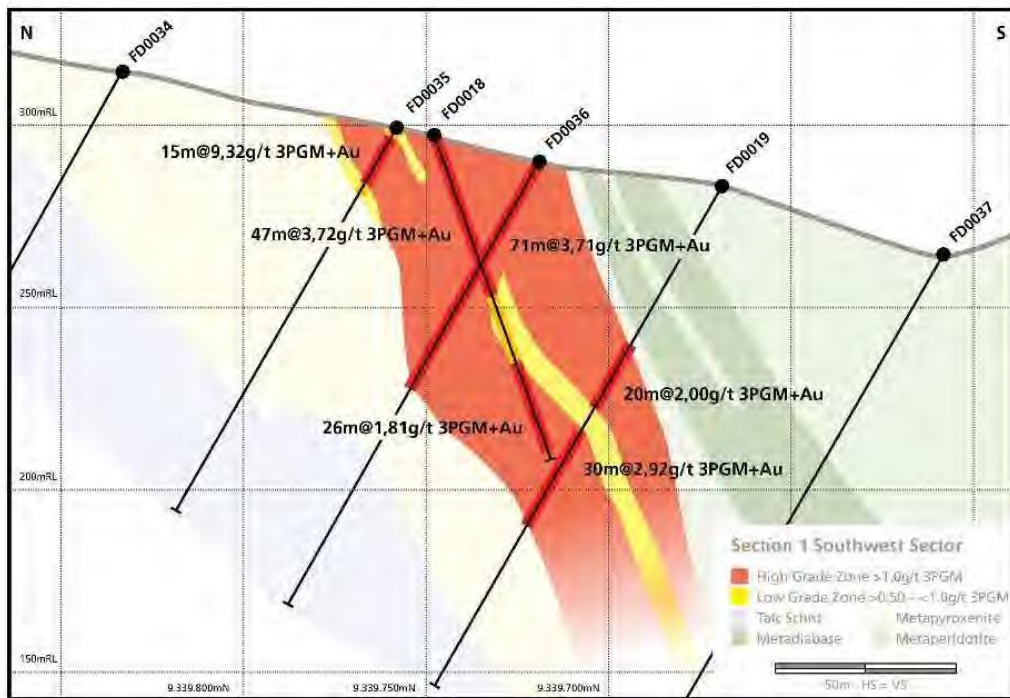 N
S
FD0034
FD0035
FD0018
FD0036
FD0019
FD0037
300mRL
15m@9,32g/t 3PGM+Au
47m@3,72g/t 3PGM+Au
71m@3,71g/t 3PGM+Au
250mRL
20m@2,00g/t 3PGM+Au
26m@1,81g/t 3PGM+Au
30m@2,92g/t 3PGM+Au
200mRL
Section 1 Southwest Sector
High Grade Zone >1.0g/t 3PGM
Low Grade Zone >0.50 - <1.0g/t 3PGM
Talc Schist
Metapyroxenite
Metadiabase
Metaperidotite
50m - HS = VS
150mRL
9.339.800mN
9.339.750mN
9.339.700mN